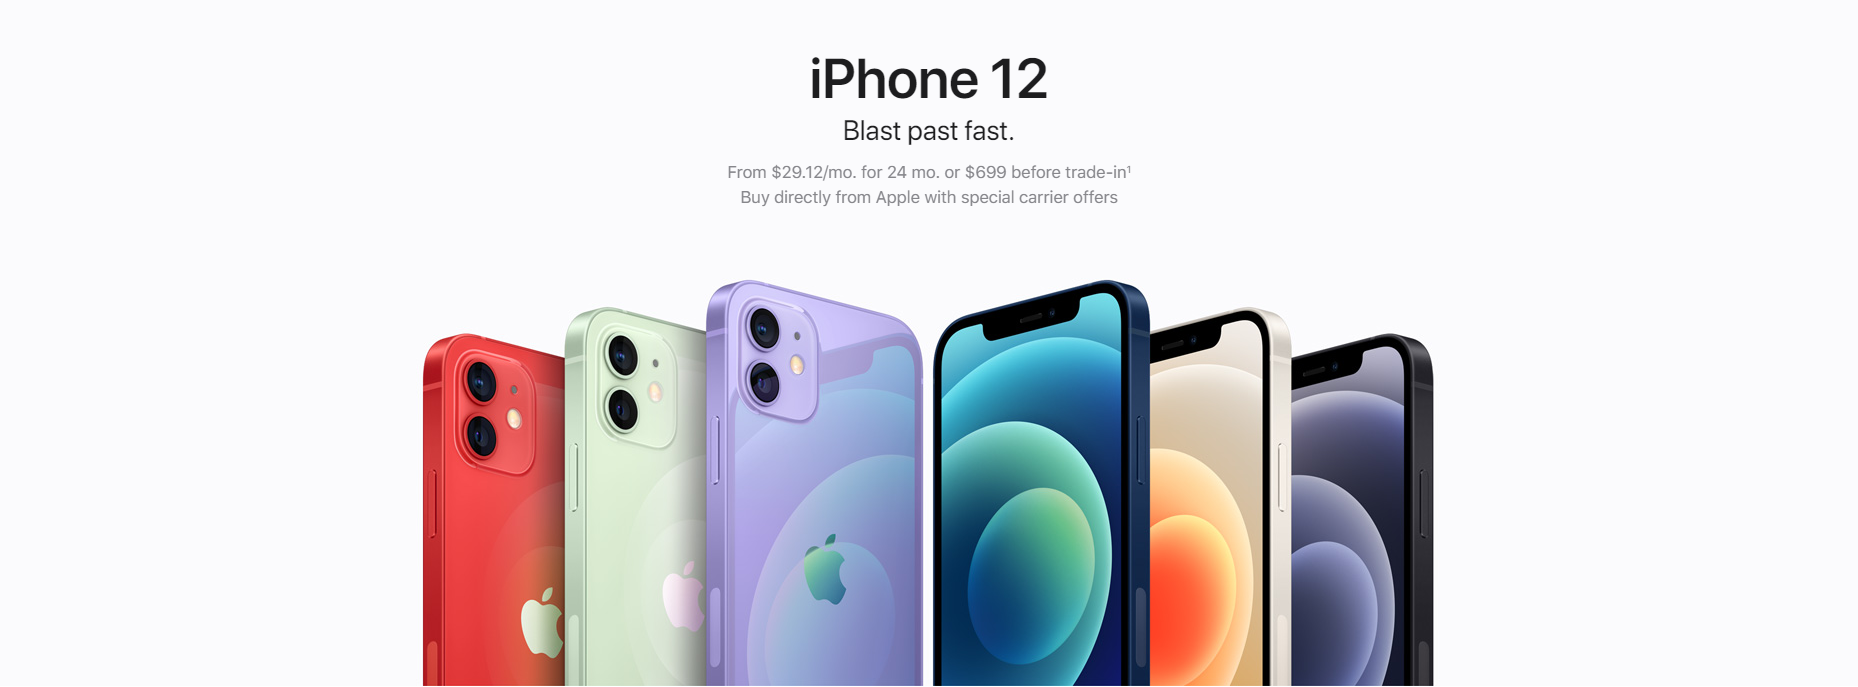 iPhone 12
Blast past fast.
From $29.12/mo. for 24 mo. or $699 before trade-in¹
Buy directly from Apple with special carrier offers